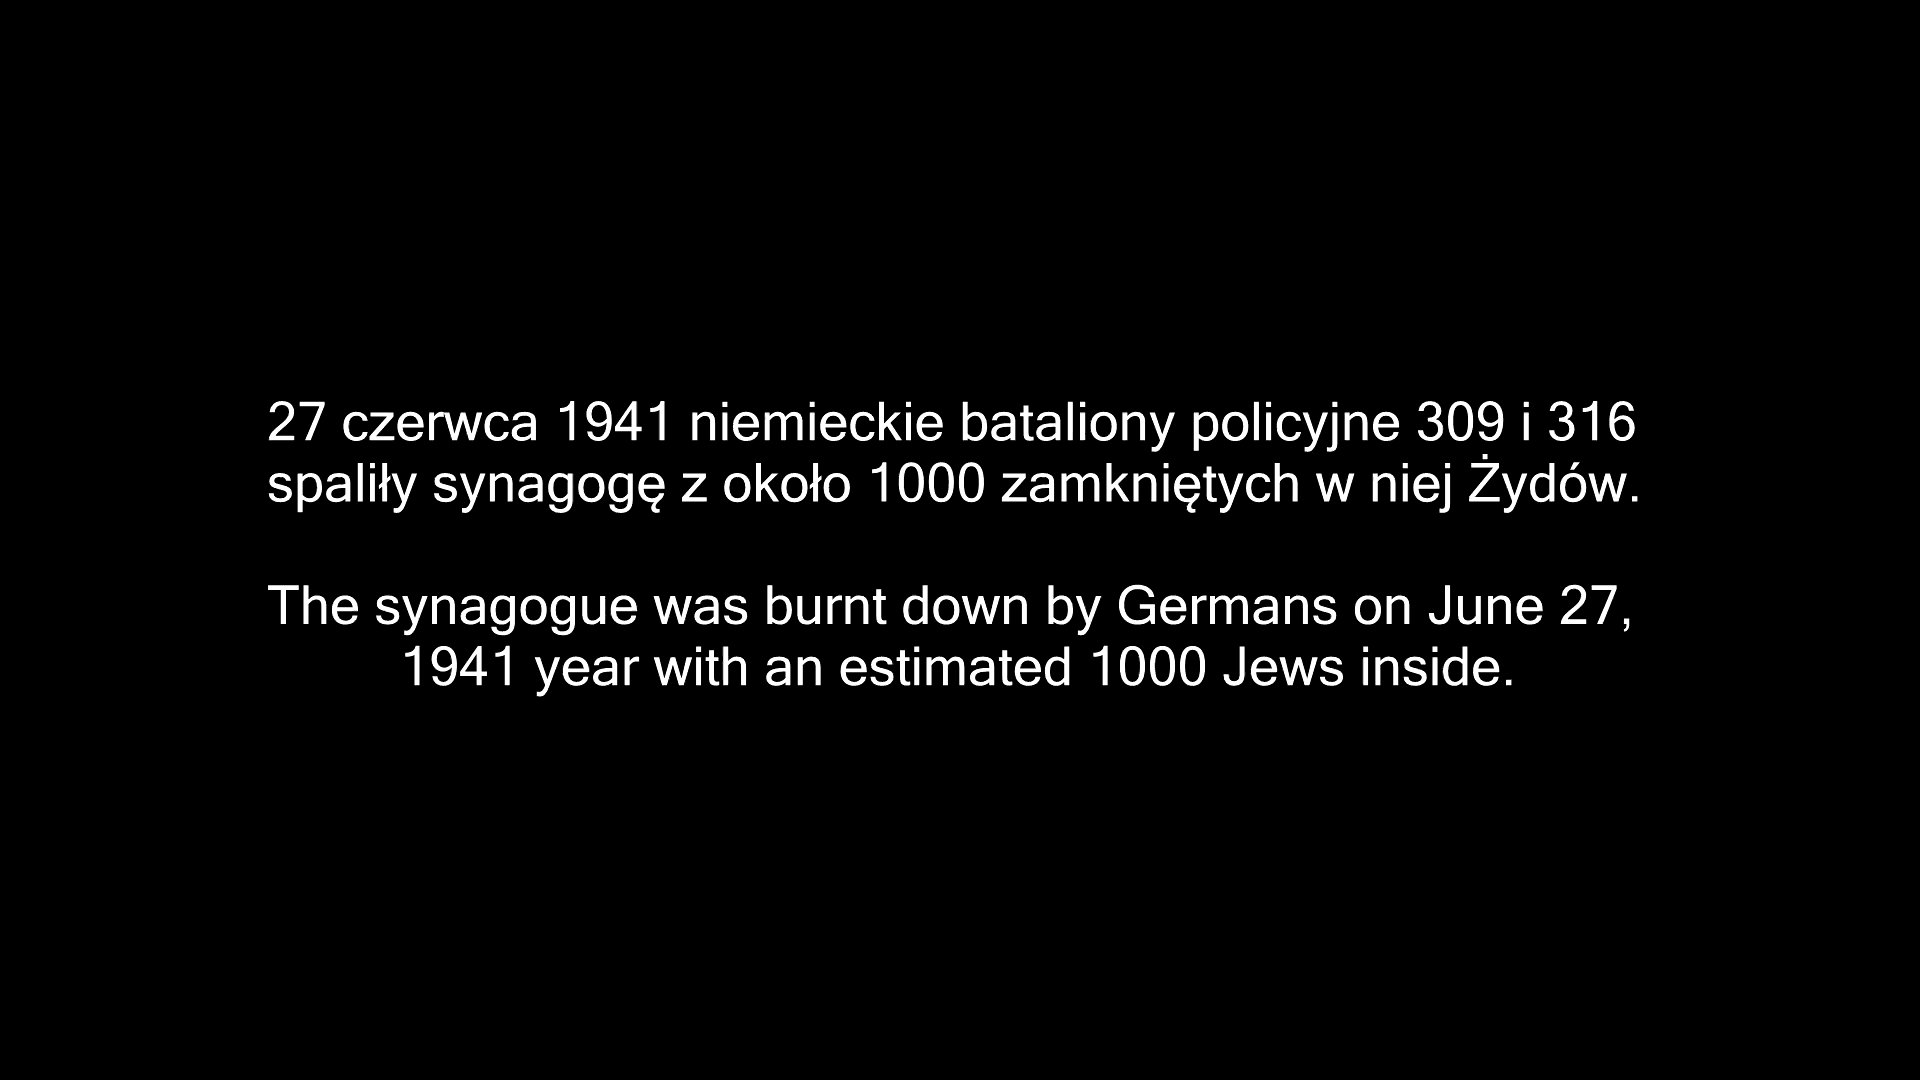 27 czerwca 1941 niemieckie bataliony policyjne 309 i 316
spaliły synagogę z około 1000 zamkniętych w niej Żydów.
The synagogue was burnt down by Germans on June 27,
1941 year with an estimated 1000 Jews inside.